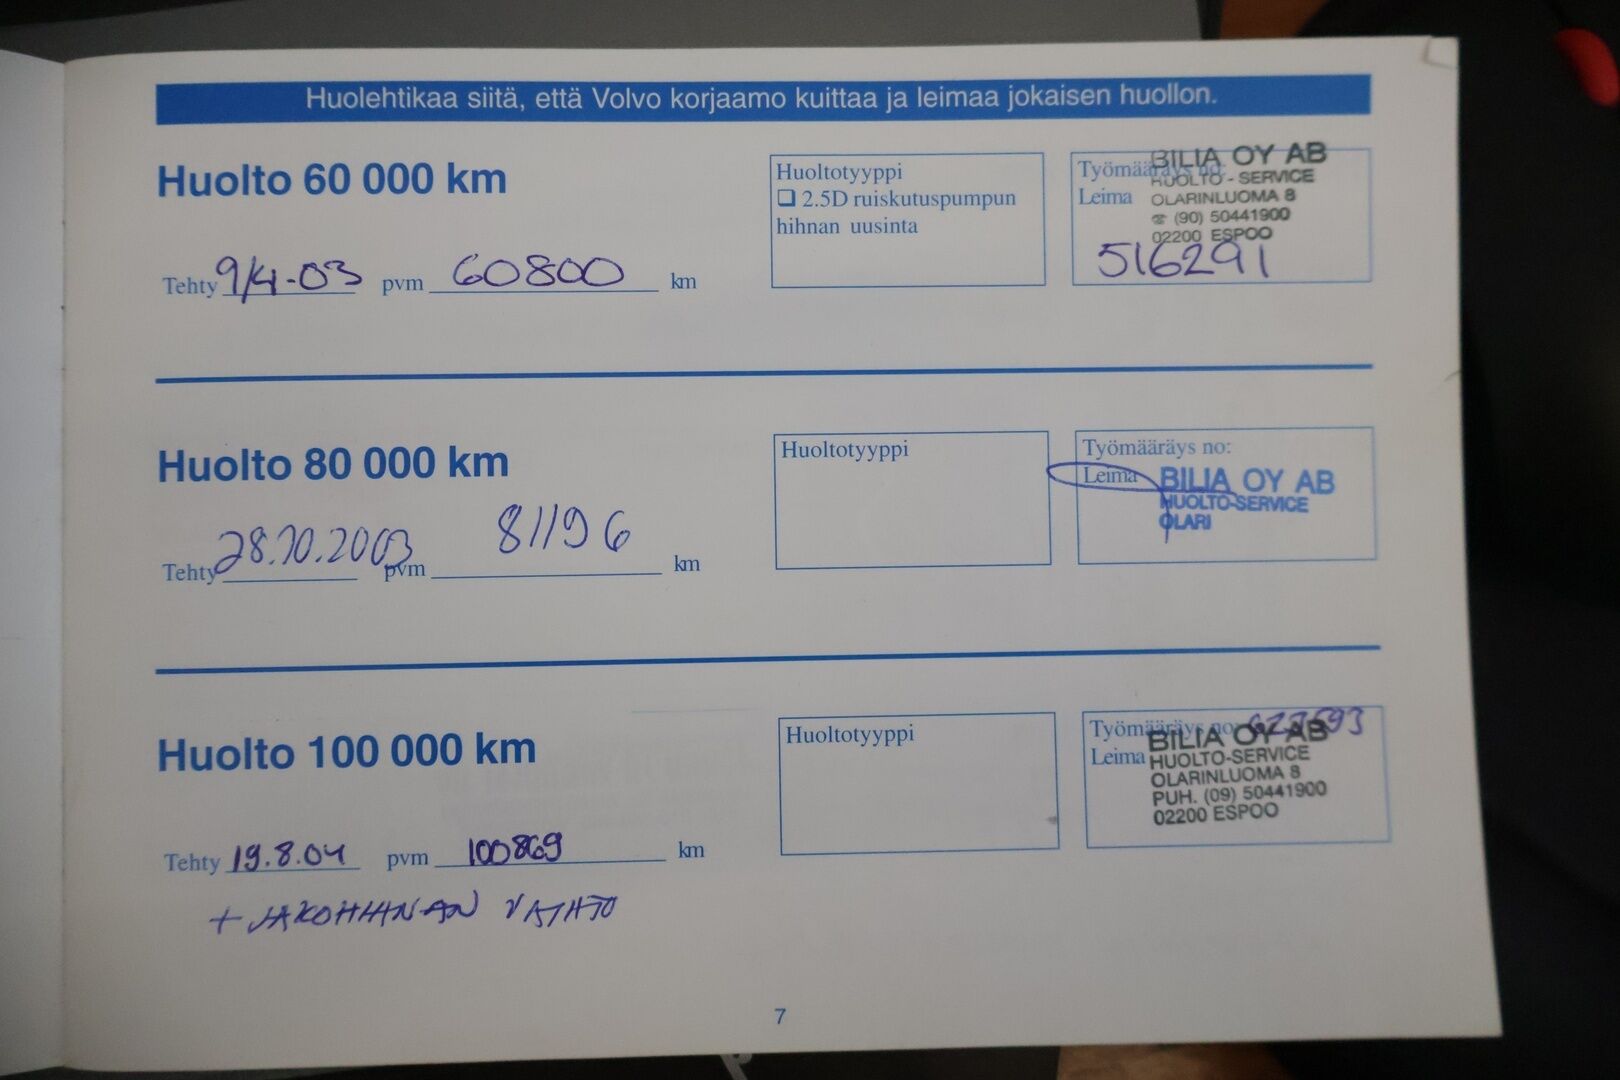 Huolehtikaa siitä, että Volvo korjaamo kuittaa ja leimaa jokaisen huollon.
Huolto 60 000 km
Huoltotyyppi
❏ 2.5D ruiskutuspumpun
hihnan uusinta
Työmääräys no:
Leima
BILIA OY AB
HUOLTO - SERVICE
OLARINLUOMA 8
☎ (90) 50441900
02200 ESPOO
516291
Tehty 9/4-03 pvm 60800 km
Huolto 80 000 km
Huoltotyyppi
Työmääräys no:
Leima
BILIA OY AB
HUOLTO-SERVICE
OLARI
Tehty 28.10.2003 pvm 81196 km
Huolto 100 000 km
Huoltotyyppi
Työmääräys no:
Leima
BILIA OY AB
HUOLTO-SERVICE
OLARINLUOMA 8
PUH. (09) 50441900
02200 ESPOO
Tehty 19.8.04 pvm 100869 km
+ JAKOHIHNAN VAIHTO
7